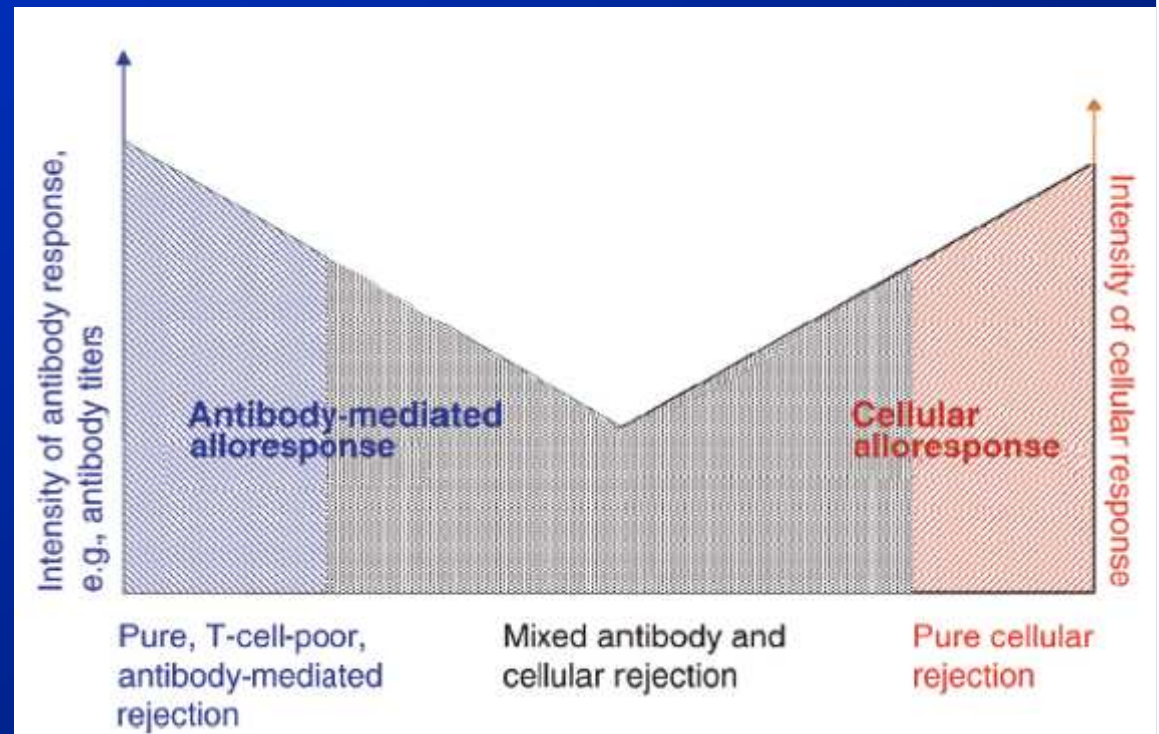 Intensity of antibody response,
e.g., antibody titers
Antibody-mediated
alloresponse
Cellular
alloresponse
Intensity of cellular response
Pure, T-cell-poor,
antibody-mediated
rejection
Mixed antibody and
cellular rejection
Pure cellular
rejection